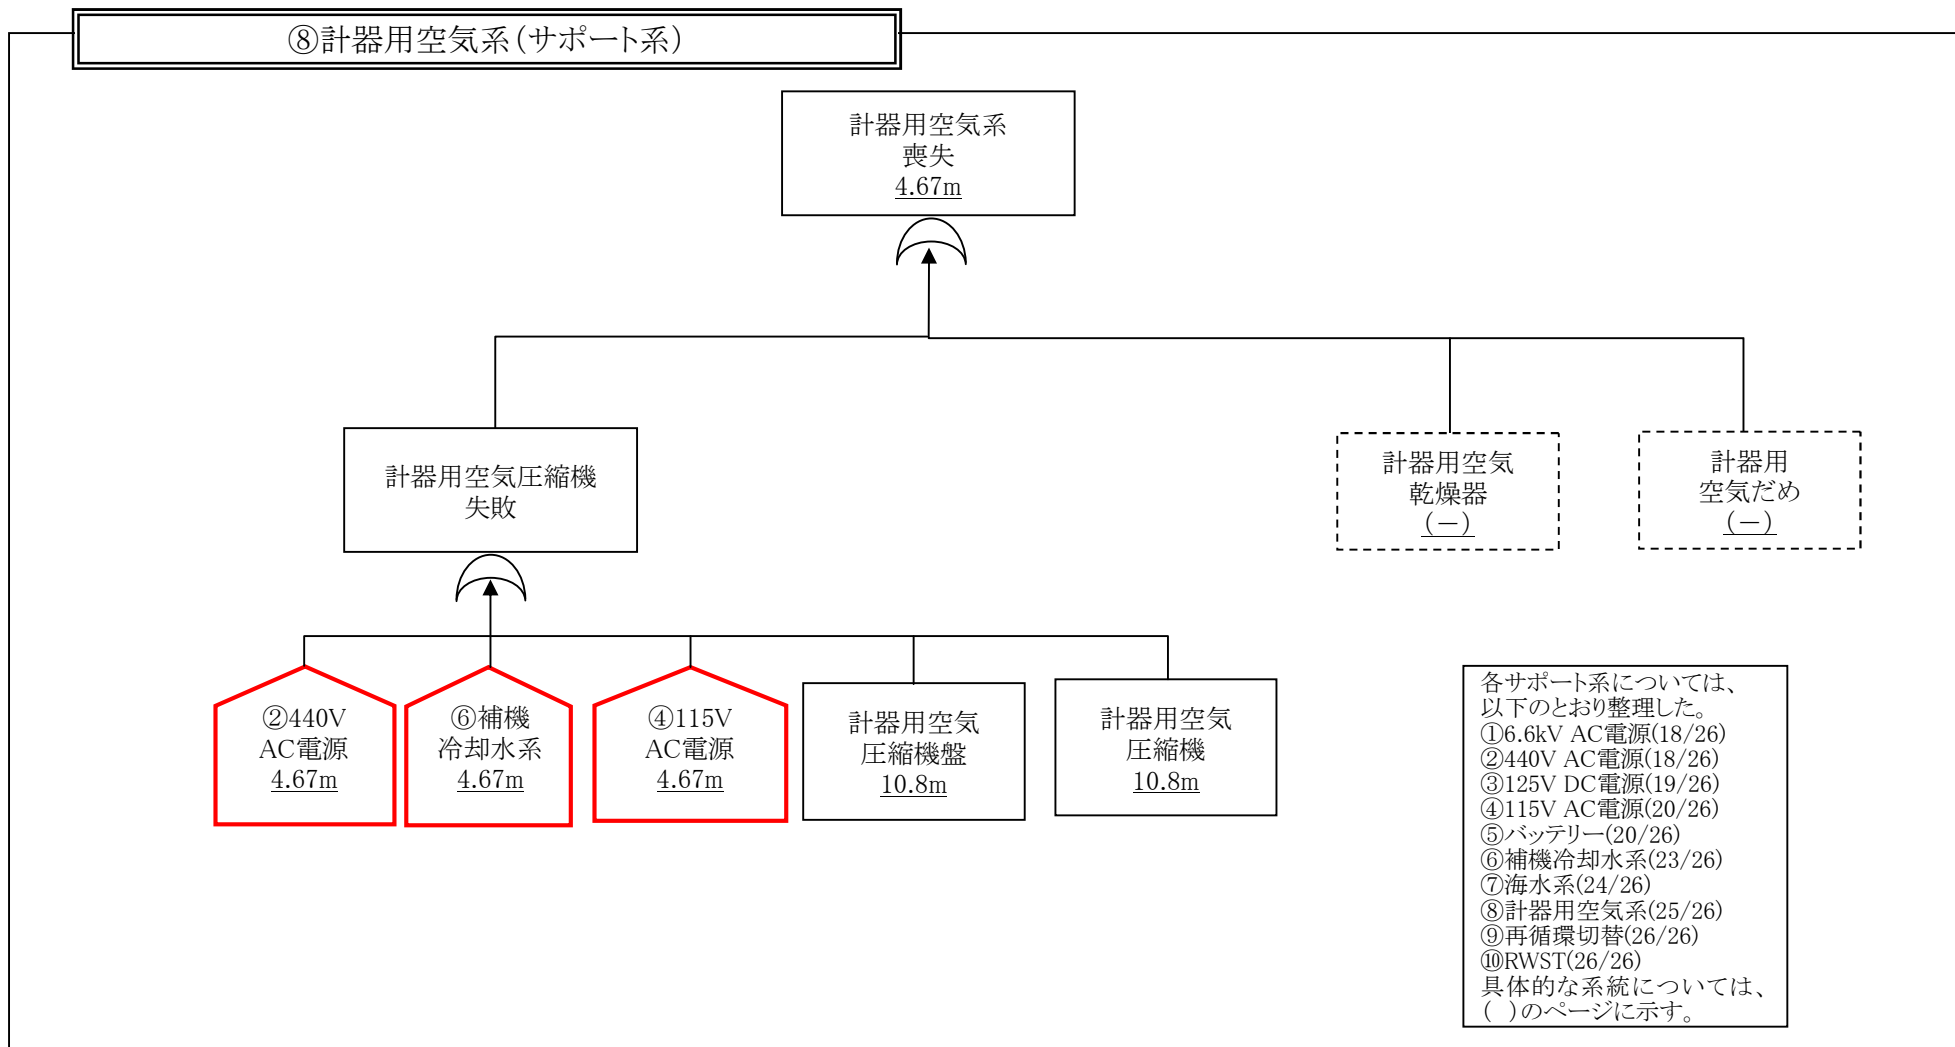 ⑧計器用空気系(サポート系)
計器用空気系
喪失
4.67m
計器用空気圧縮機
失敗
計器用空気
乾燥器
(－)
計器用
空気だめ
(－)
②440V
AC電源
4.67m
⑥補機
冷却水系
4.67m
④115V
AC電源
4.67m
計器用空気
圧縮機盤
10.8m
計器用空気
圧縮機
10.8m
各サポート系については、
以下のとおり整理した。
①6.6kV AC電源(18/26)
②440V AC電源(18/26)
③125V DC電源(19/26)
④115V AC電源(20/26)
⑤バッテリー(20/26)
⑥補機冷却水系(23/26)
⑦海水系(24/26)
⑧計器用空気系(25/26)
⑨再循環切替(26/26)
⑩RWST(26/26)
具体的な系統については、
( )のページに示す。